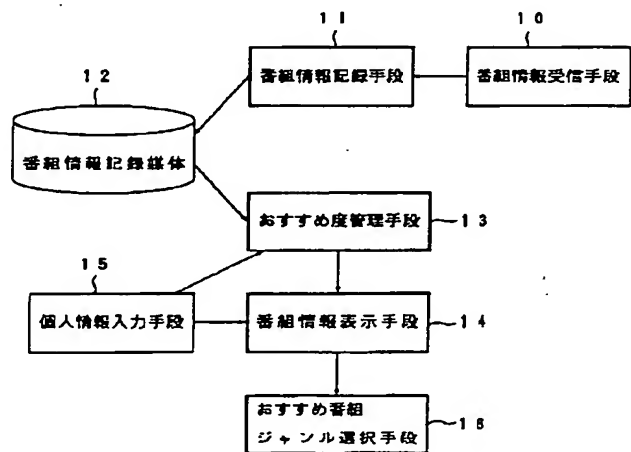 11
10
12
番組情報記録手段
番組情報受信手段
番組情報記録媒体
おすすめ度管理手段
13
15
個人情報入力手段
番組情報表示手段
14
おすすめ番組
ジャンル選択手段
16